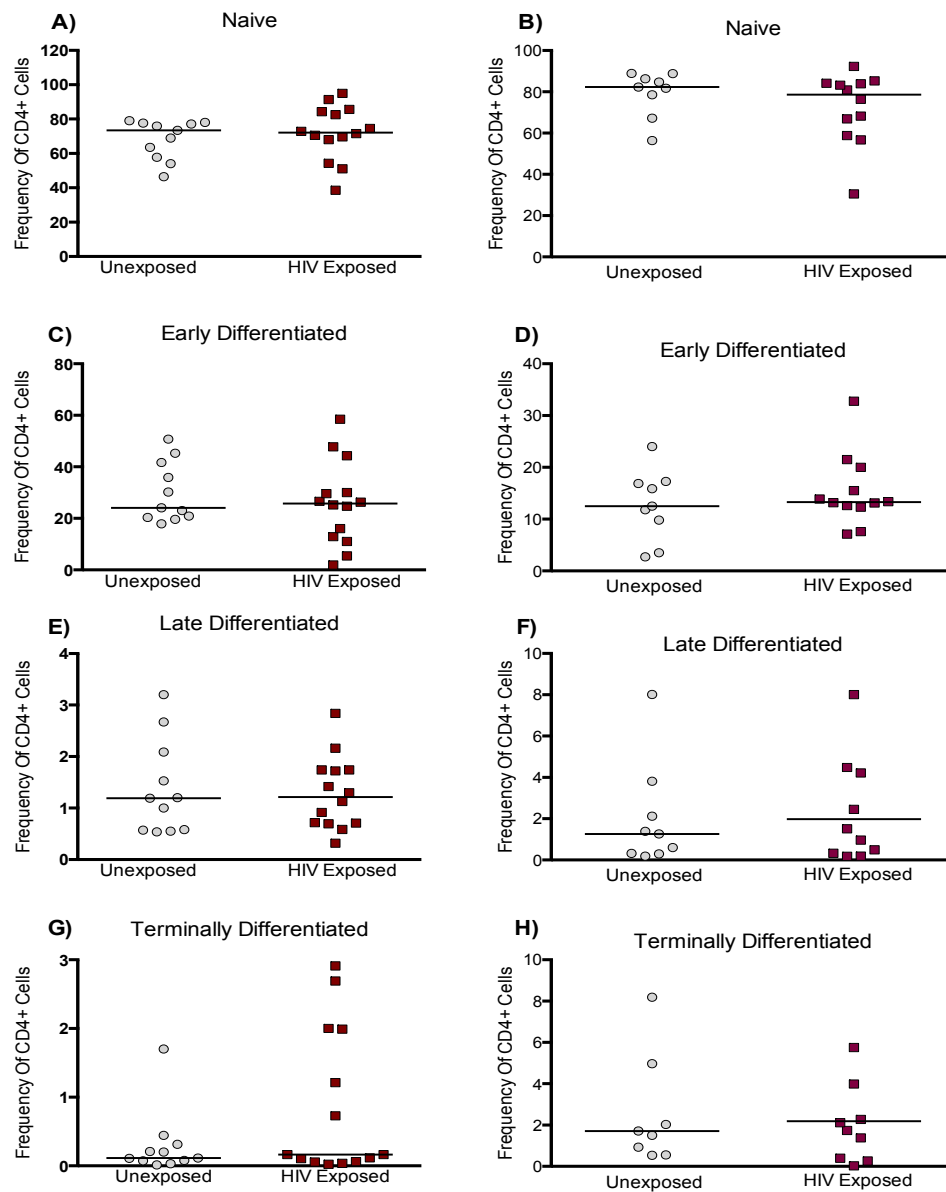 A)
Naive
Frequency Of CD4+ Cells
120
100
80
60
40
20
0
Unexposed
HIV Exposed
B)
Naive
Frequency Of CD4+ Cells
100
80
60
40
20
0
Unexposed
HIV Exposed
C)
Early Differentiated
Frequency Of CD4+ Cells
80
60
40
20
0
Unexposed
HIV Exposed
D)
Early Differentiated
Frequency Of CD4+ Cells
40
30
20
10
0
Unexposed
HIV Exposed
E)
Late Differentiated
Frequency Of CD4+ Cells
4
3
2
1
0
Unexposed
HIV Exposed
F)
Late Differentiated
Frequency Of CD4+ Cells
10
8
6
4
2
0
Unexposed
HIV Exposed
G)
Terminally Differentiated
Frequency Of CD4+ Cells
3
2
1
0
Unexposed
HIV Exposed
H)
Terminally Differentiated
Frequency Of CD4+ Cells
10
8
6
4
2
0
Unexposed
HIV Exposed